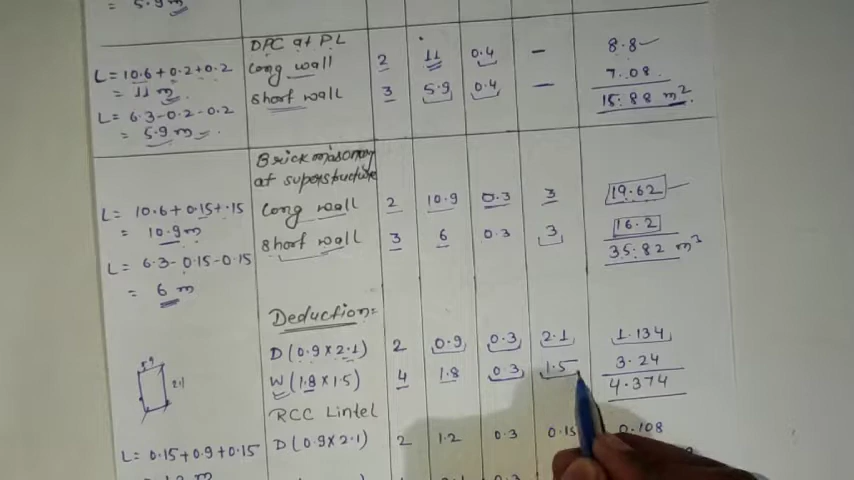 = 5.9 m
DPC at PL
L = 10.6 + 0.2 + 0.2 long wall 2 11 0.4 – 8.8
= 11 m short wall 3 5.9 0.4 — 7.08
L = 6.3 - 0.2 - 0.2 15.88 m²
= 5.9 m
Brick masonry
at superstructure
L = 10.6 + 0.15 + .15 long wall 2 10.9 0.3 3 19.62
= 10.9 m short wall 3 6 0.3 3 16.2
L = 6.3 - 0.15 - 0.15 35.82 m³
= 6 m
Deduction =
D (0.9 x 2.1) 2 0.9 0.3 2.1 1.134
.9 2.1 W (1.8 x 1.5) 4 1.8 0.3 1.5 3.24
4.374
RCC Lintel
L = 0.15 + 0.9 + 0.15 D (0.9 x 2.1) 2 1.2 0.3 0.15 0.108